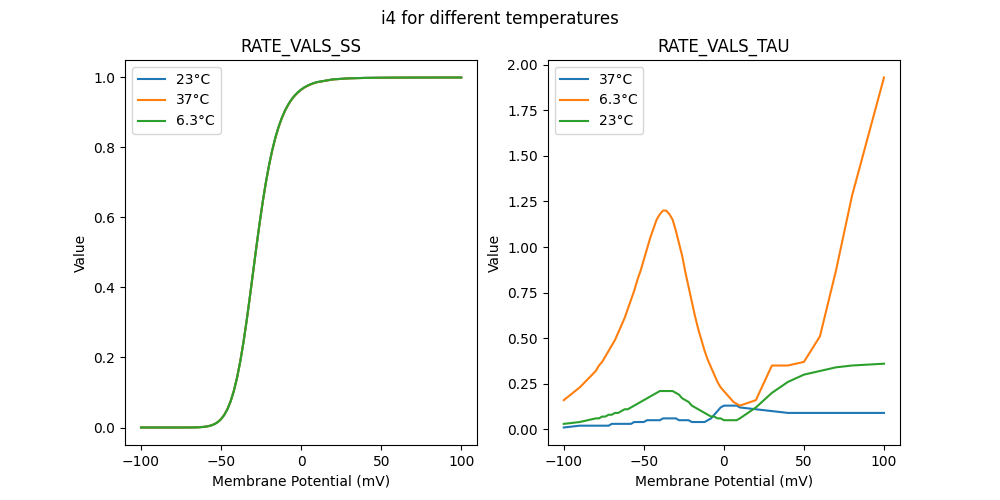 i4 for different temperatures
RATE_VALS_SS
1.0
0.8
0.6
0.4
0.2
0.0
Value
23°C
37°C
6.3°C
−100
−50
0
50
100
Membrane Potential (mV)
RATE_VALS_TAU
2.00
1.75
1.50
1.25
1.00
0.75
0.50
0.25
0.00
Value
37°C
6.3°C
23°C
−100
−50
0
50
100
Membrane Potential (mV)